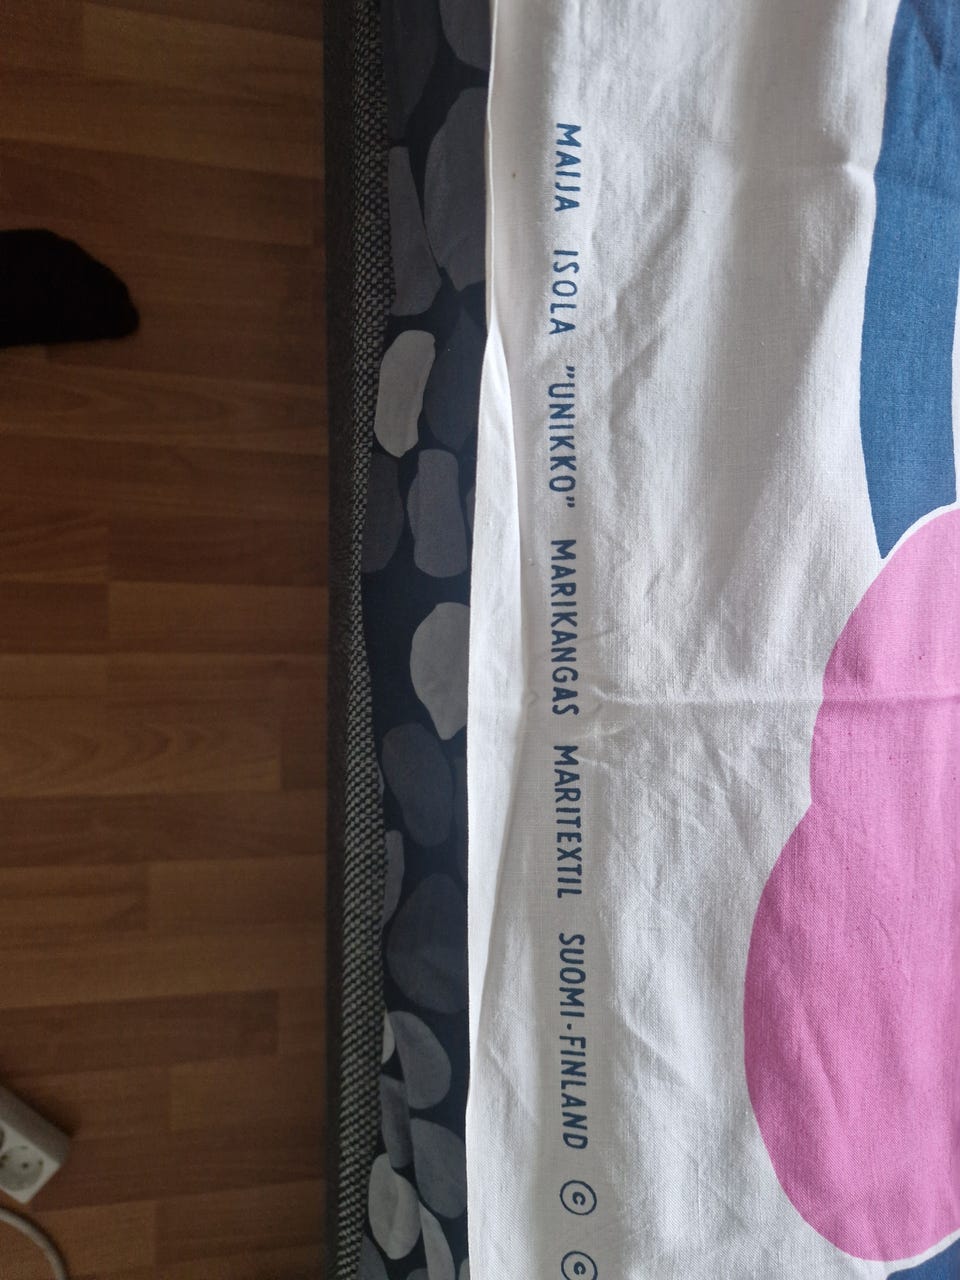 MAIJA ISOLA "UNIKKO" MARIKANGAS MARITEXTIL SUOMI-FINLAND © ©